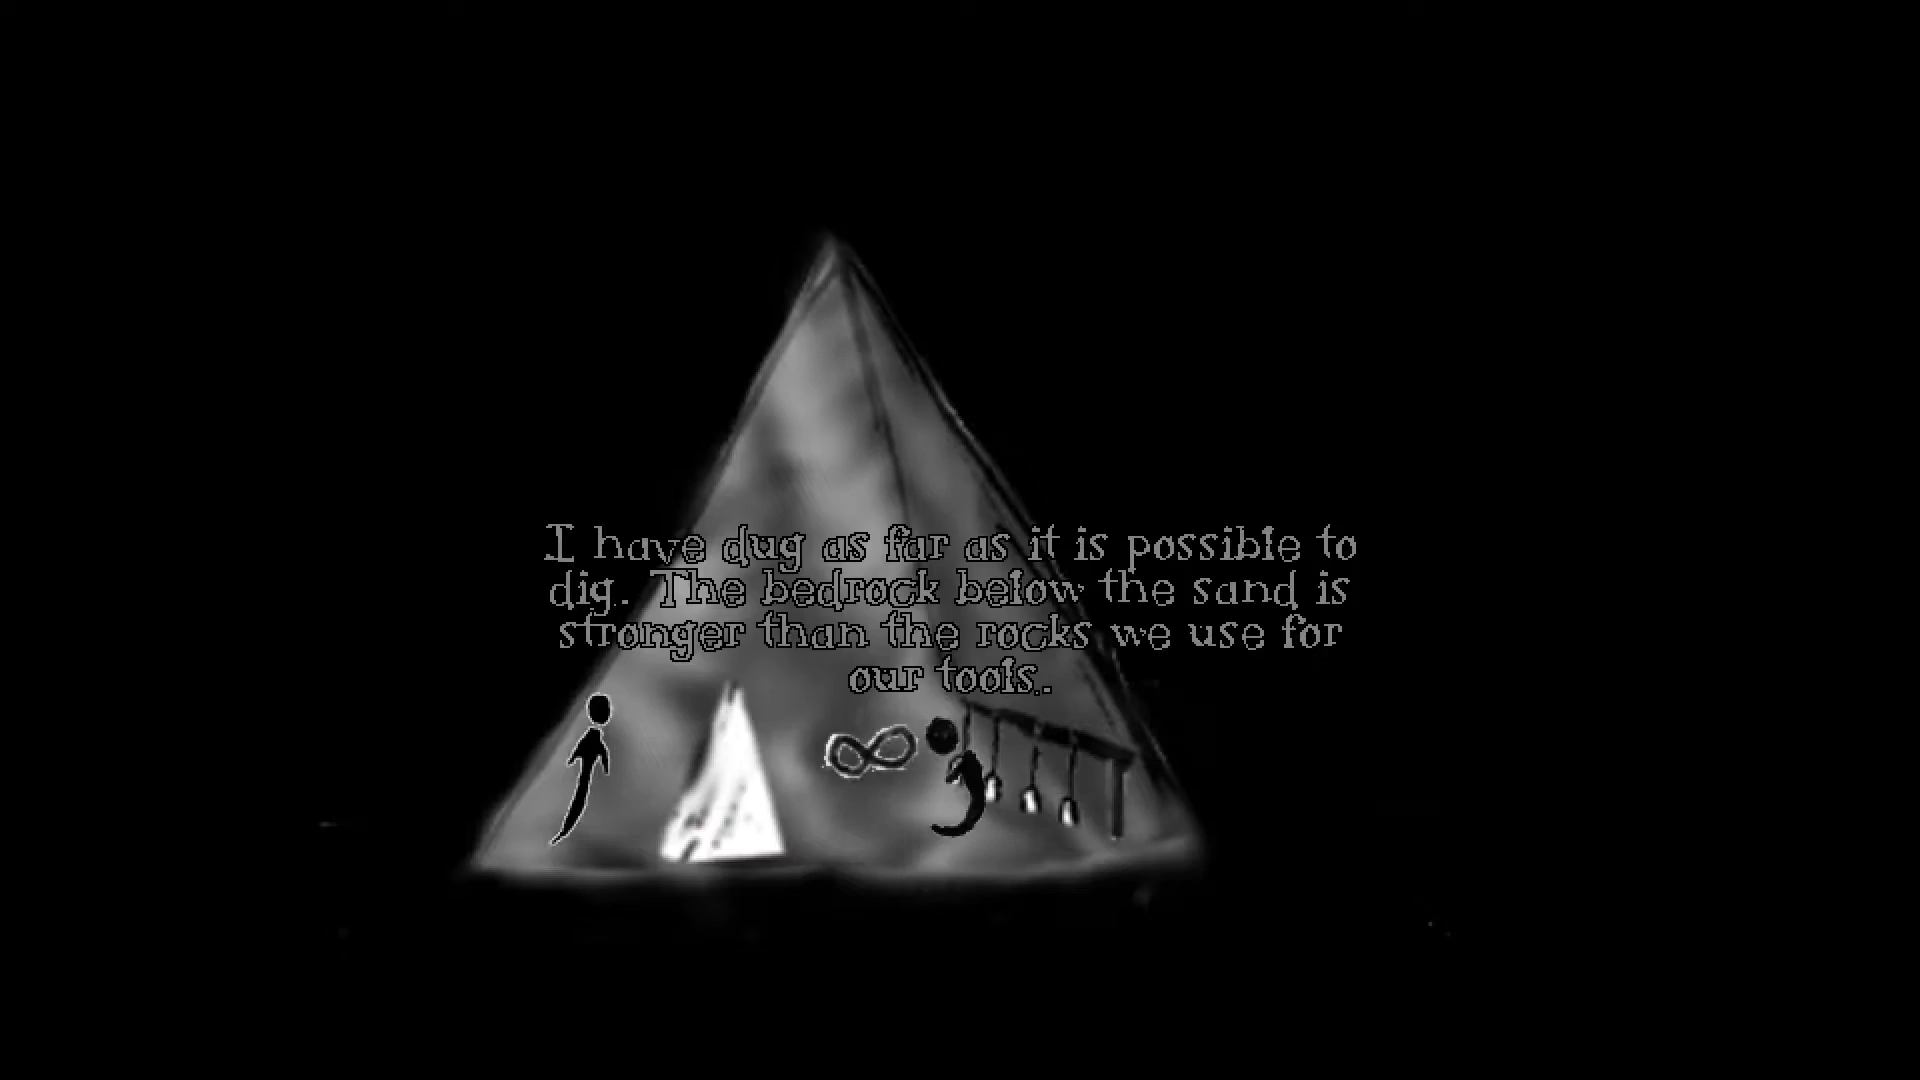 I have dug as far as it is possible to
dig. The bedrock below the sand is
stronger than the rocks we use for
our tools.